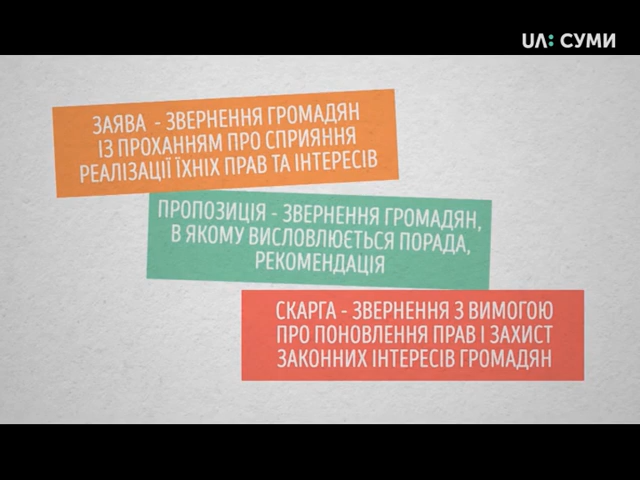 UA: СУМИ
ЗАЯВА - ЗВЕРНЕННЯ ГРОМАДЯН
ІЗ ПРОХАННЯМ ПРО СПРИЯННЯ
РЕАЛІЗАЦІЇ ЇХНІХ ПРАВ ТА ІНТЕРЕСІВ
ПРОПОЗИЦІЯ - ЗВЕРНЕННЯ ГРОМАДЯН,
В ЯКОМУ ВИСЛОВЛЮЄТЬСЯ ПОРАДА,
РЕКОМЕНДАЦІЯ
СКАРГА - ЗВЕРНЕННЯ З ВИМОГОЮ
ПРО ПОНОВЛЕННЯ ПРАВ І ЗАХИСТ
ЗАКОННИХ ІНТЕРЕСІВ ГРОМАДЯН